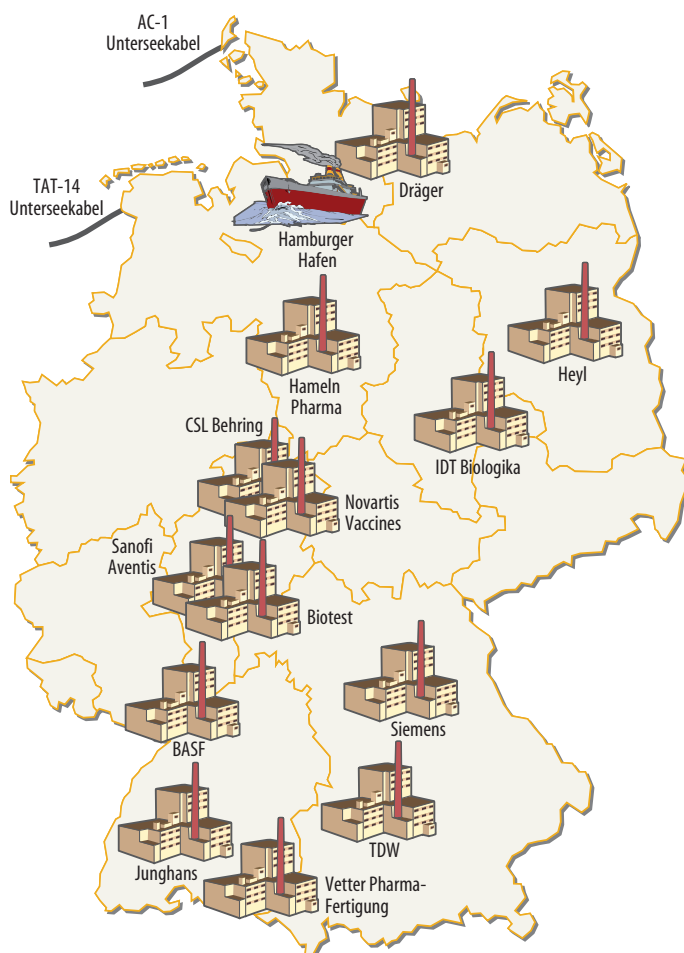 AC-1
Unterseekabel
Dräger
TAT-14
Unterseekabel
Hamburger
Hafen
Heyl
Hameln
Pharma
CSL Behring
IDT Biologika
Novartis
Vaccines
Sanofi
Aventis
Biotest
Siemens
BASF
TDW
Junghans
Vetter Pharma-
Fertigung